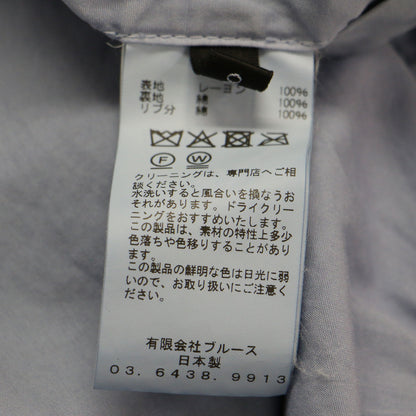 表地 レーヨン 100%
裏地 綿 100%
リブ分 綿 100%
F W
クリーニングは、専門店へご相
談ください。
水洗いすると風合いを損なうお
それがあります。ドライクリー
ニングをおすすめいたします。
この製品は、素材の特性上多少
色落ちや色移りすることがあり
ます。
この製品の鮮明な色は日光に弱
いので、お取り扱いにご注意く
ださい。
有限会社ブルース
日本製
03. 6438. 9913